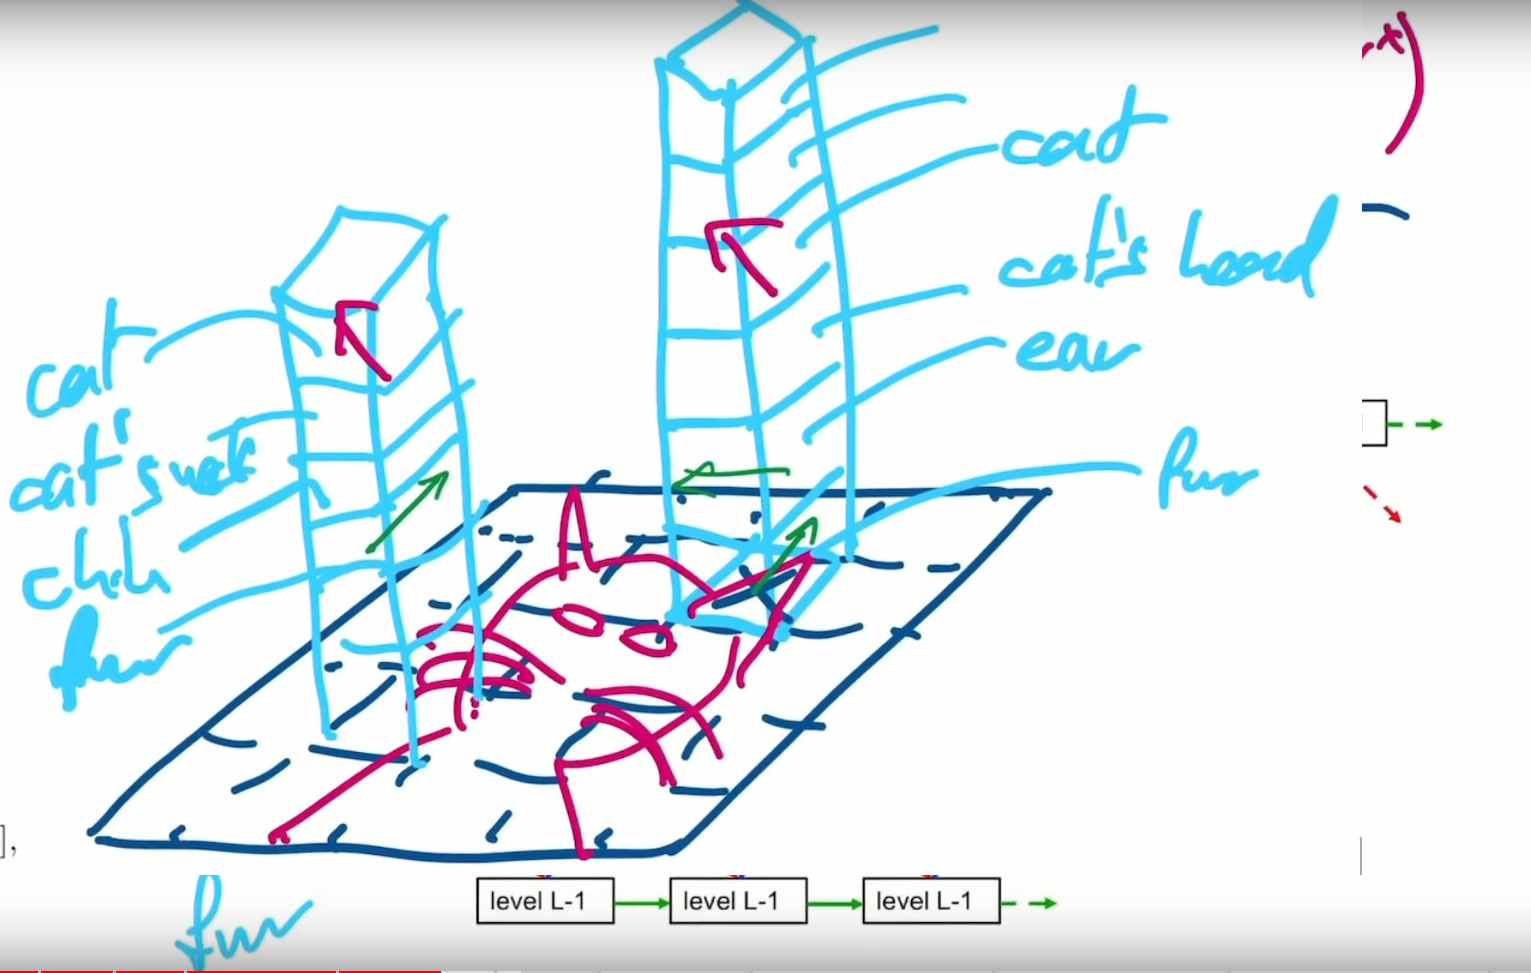 cat
cat's head
ear
fur
cat
cat's neck
chin
fur
],
fur
level L-1
level L-1
level L-1